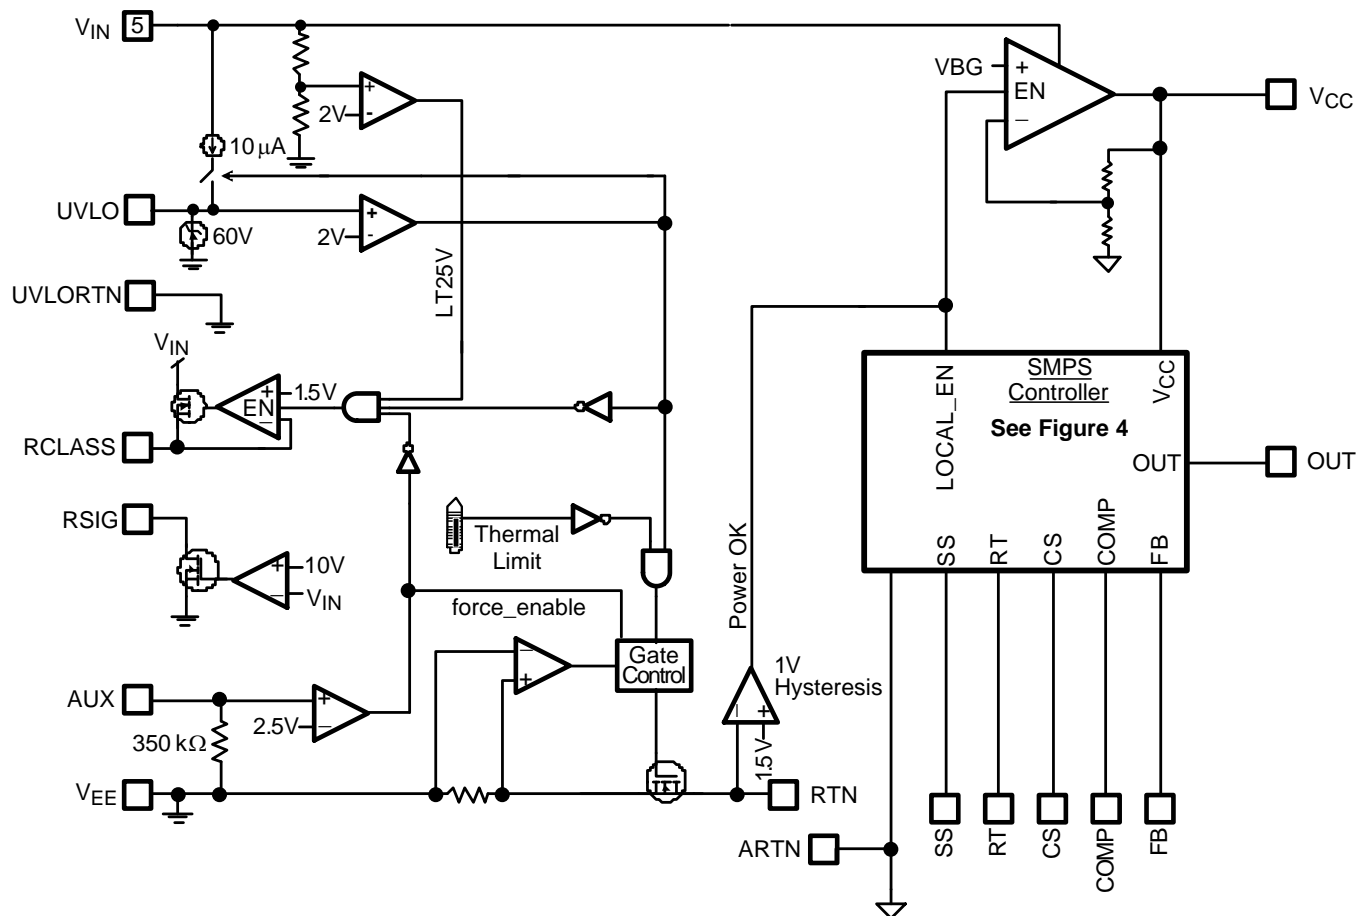 VIN
5
VBG
+
EN
−
VCC
+
2V
-
10 μA
UVLO
+
2V
-
60V
LT25V
UVLORTN
VIN
1.5V
+
EN
−
RCLASS
SMPS
Controller
See Figure 4
LOCAL_EN
VCC
OUT
OUT
RSIG
Thermal
Limit
+
10V
−
VIN
SS
RT
CS
COMP
FB
Power OK
force_enable
−
+
Gate
Control
1V
Hysteresis
−
+
1.5V
AUX
+
2.5V
−
350 kΩ
VEE
RTN
ARTN
SS
RT
CS
COMP
FB